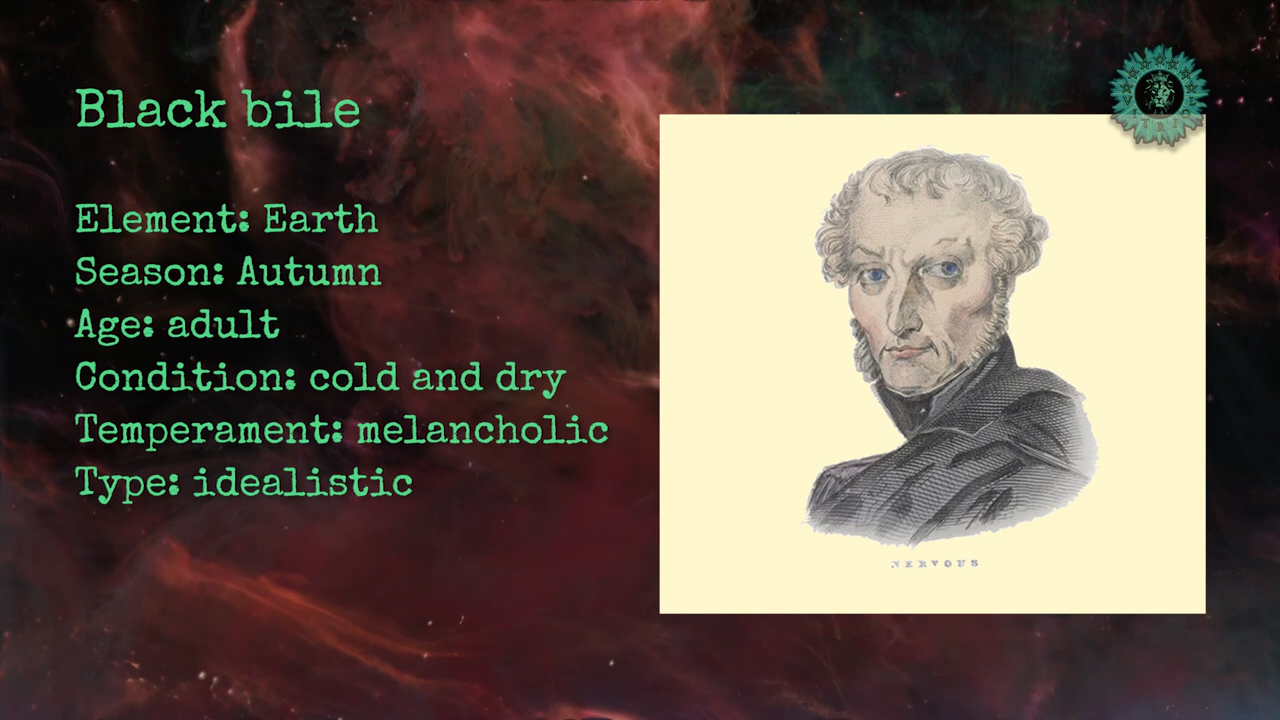 Black bile
Element: Earth
Season: Autumn
Age: adult
Condition: cold and dry
Temperament: melancholic
Type: idealistic
NERVOUS